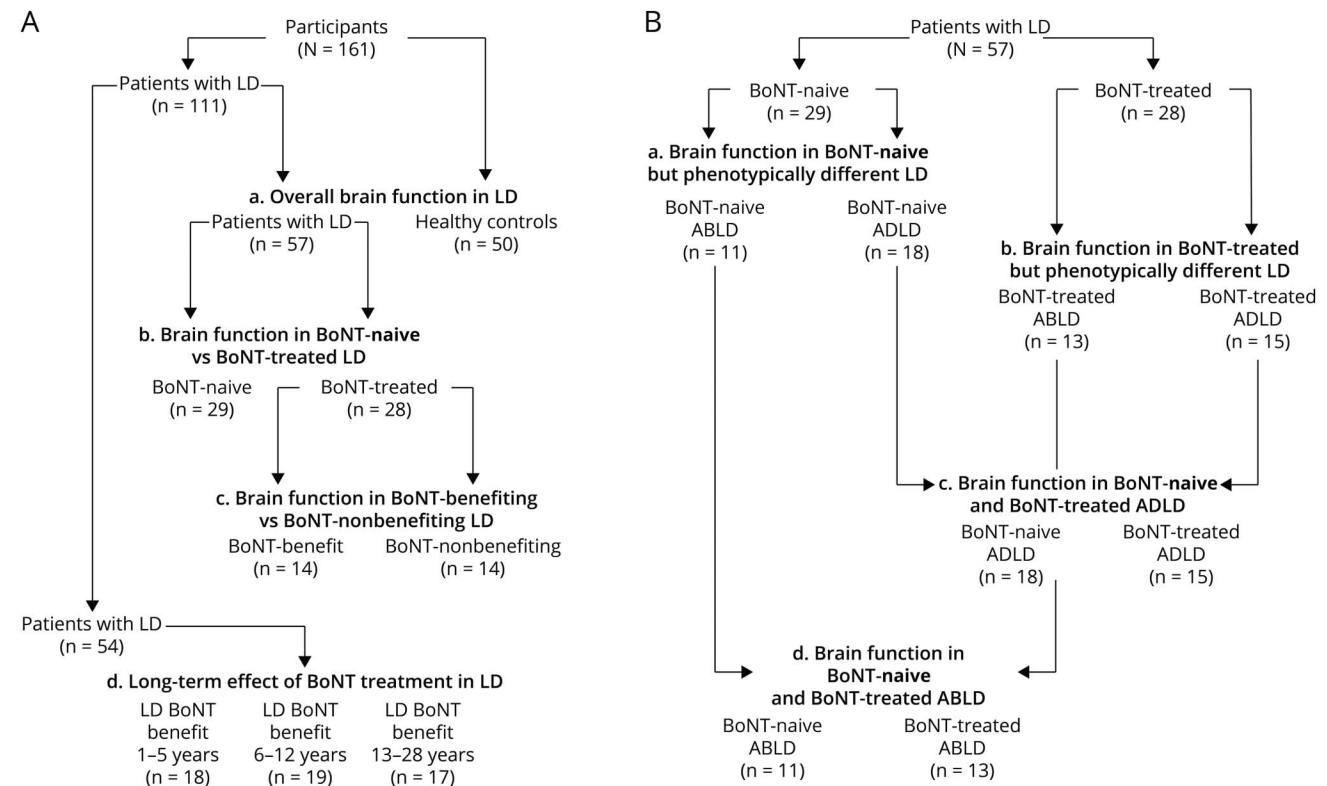 A
Participants
(N = 161)
Patients with LD
(n = 111)
a. Overall brain function in LD
Patients with LD
(n = 57)
Healthy controls
(n = 50)
b. Brain function in BoNT-naive
vs BoNT-treated LD
BoNT-naive
(n = 29)
BoNT-treated
(n = 28)
c. Brain function in BoNT-benefiting
vs BoNT-nonbenefiting LD
BoNT-benefit
(n = 14)
BoNT-nonbenefiting
(n = 14)
Patients with LD
(n = 54)
d. Long-term effect of BoNT treatment in LD
LD BoNT
benefit
1–5 years
(n = 18)
LD BoNT
benefit
6–12 years
(n = 19)
LD BoNT
benefit
13–28 years
(n = 17)
B
Patients with LD
(N = 57)
BoNT-naive
(n = 29)
BoNT-treated
(n = 28)
a. Brain function in BoNT-naive
but phenotypically different LD
BoNT-naive
ABLD
(n = 11)
BoNT-naive
ADLD
(n = 18)
b. Brain function in BoNT-treated
but phenotypically different LD
BoNT-treated
ABLD
(n = 13)
BoNT-treated
ADLD
(n = 15)
c. Brain function in BoNT-naive
and BoNT-treated ADLD
BoNT-naive
ADLD
(n = 18)
BoNT-treated
ADLD
(n = 15)
d. Brain function in
BoNT-naive
and BoNT-treated ABLD
BoNT-naive
ABLD
(n = 11)
BoNT-treated
ABLD
(n = 13)